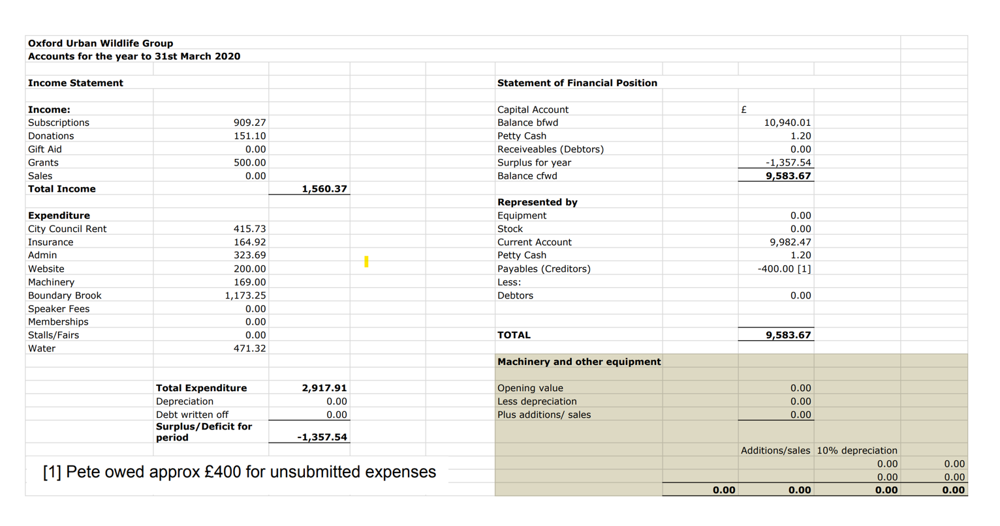 Oxford Urban Wildlife Group
Accounts for the year to 31st March 2020
Income Statement
Income:
Subscriptions 909.27
Donations 151.10
Gift Aid 0.00
Grants 500.00
Sales 0.00
Total Income 1,560.37
Expenditure
City Council Rent 415.73
Insurance 164.92
Admin 323.69
Website 200.00
Machinery 169.00
Boundary Brook 1,173.25
Speaker Fees 0.00
Memberships 0.00
Stalls/Fairs 0.00
Water 471.32
Total Expenditure 2,917.91
Depreciation 0.00
Debt written off 0.00
Surplus/Deficit for
period -1,357.54
[1] Pete owed approx £400 for unsubmitted expenses
Statement of Financial Position
Capital Account £
Balance bfwd 10,940.01
Petty Cash 1.20
Receiveables (Debtors) 0.00
Surplus for year -1,357.54
Balance cfwd 9,583.67
Represented by
Equipment 0.00
Stock 0.00
Current Account 9,982.47
Petty Cash 1.20
Payables (Creditors) -400.00 [1]
Less:
Debtors 0.00
TOTAL 9,583.67
Machinery and other equipment
Opening value 0.00
Less depreciation 0.00
Plus additions/ sales 0.00
Additions/sales 10% depreciation
0.00 0.00
0.00 0.00
0.00 0.00 0.00 0.00